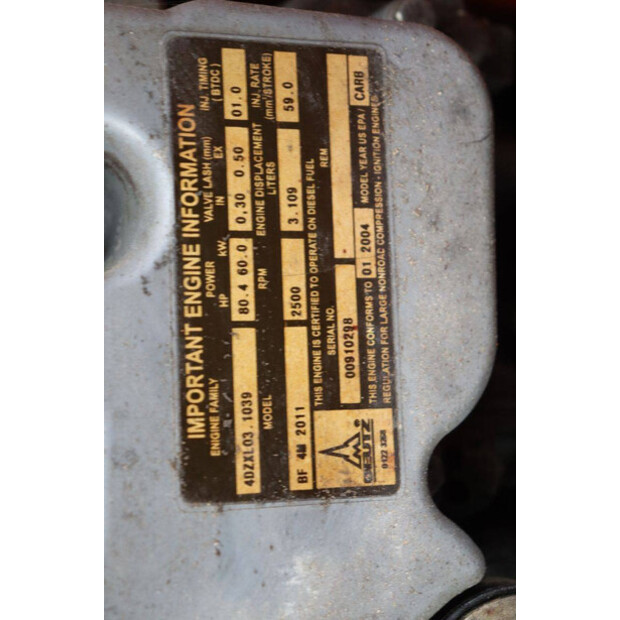 IMPORTANT ENGINE INFORMATION
ENGINE FAMILY POWER VALVE LASH (mm) INJ. TIMING
HP kW IN EX (BTDC)
4DZXL03.1039 80.4 60.0 0,30 0.50 01.0
MODEL RPM ENGINE DISPLACEMENT INJ. RATE
LITERS (mm³/STROKE)
BF 4M 2011 2500 3.109 59.0
THIS ENGINE IS CERTIFIED TO OPERATE ON DIESEL FUEL
SERIAL NO. REM
00910298 .
THIS ENGINE CONFORMS TO 01 2004 MODEL YEAR US EPA / CARB
REGULATION FOR LARGE NONROAD COMPRESSION - IGNITION ENGINES
DEUTZ
0122 3358